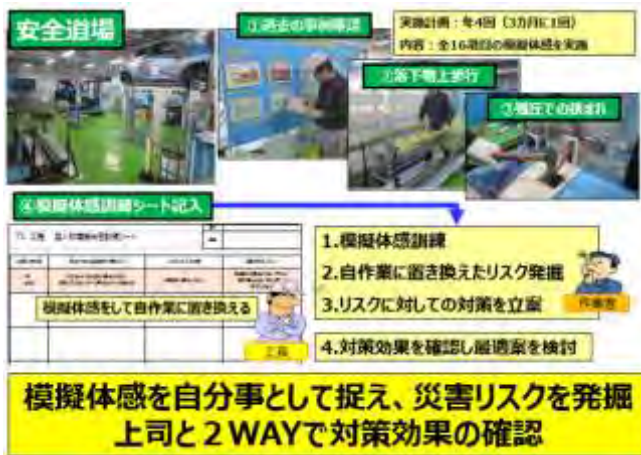 安全道場
①過去の事例確認
実施計画：年4回（3カ月に1回）
内容：全16項目の模擬体感を実施
②落下物上歩行
③残圧での挟まれ
④模擬体感訓練シート記入
模擬体感をして自作業に置き換える
工長
1.模擬体感訓練
2.自作業に置き換えたリスク発掘
3.リスクに対しての対策を立案
作業者
4.対策効果を確認し最適案を検討
模擬体感を自分事として捉え、災害リスクを発掘
上司と２WAYで対策効果の確認